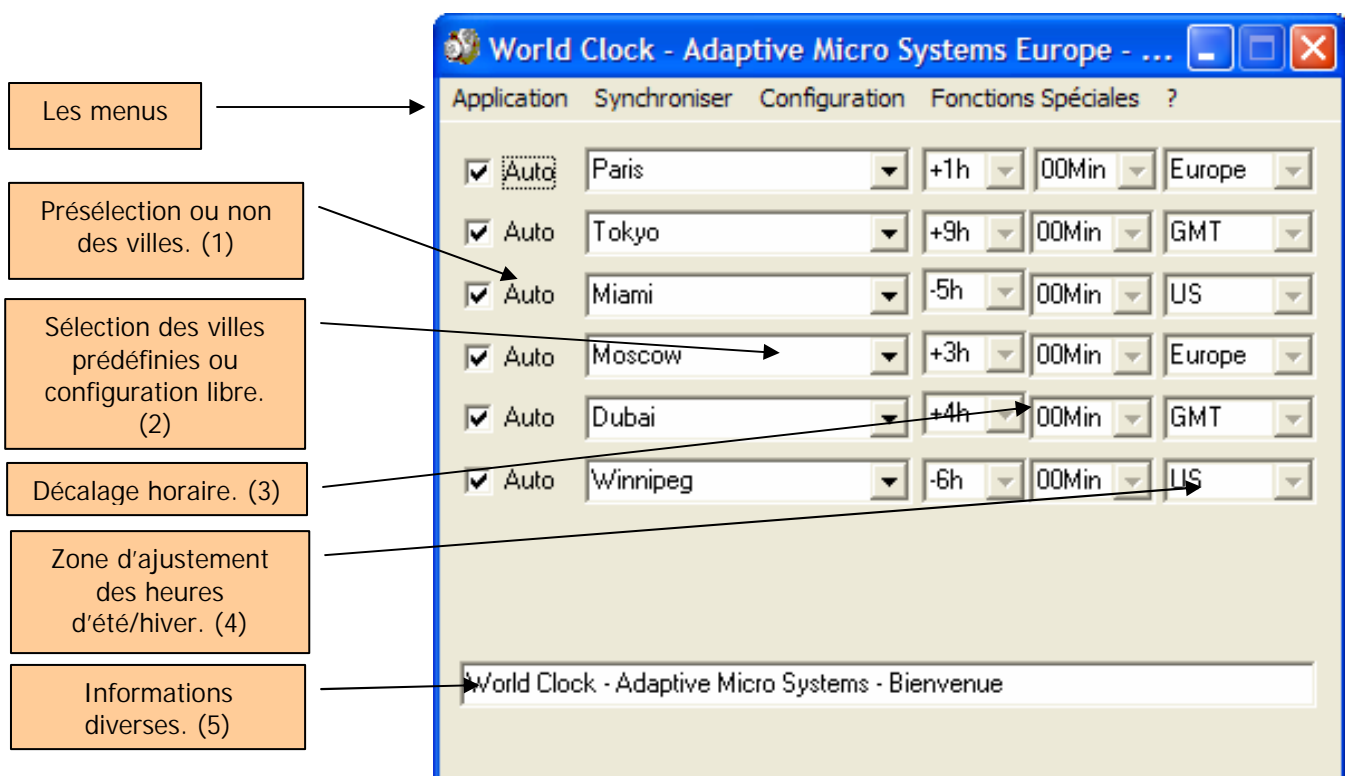 World Clock - Adaptive Micro Systems Europe - ...
Les menus
Application Synchroniser Configuration Fonctions Spéciales ?
Auto Paris +1h 00Min Europe
Présélection ou non
des villes. (1)
Auto Tokyo +9h 00Min GMT
Auto Miami -5h 00Min US
Sélection des villes
prédéfinies ou
configuration libre.
(2)
Auto Moscow +3h 00Min Europe
Auto Dubai +4h 00Min GMT
Décalage horaire. (3)
Auto Winnipeg -6h 00Min US
Zone d'ajustement
des heures
d'été/hiver. (4)
Informations
diverses. (5)
World Clock - Adaptive Micro Systems - Bienvenue